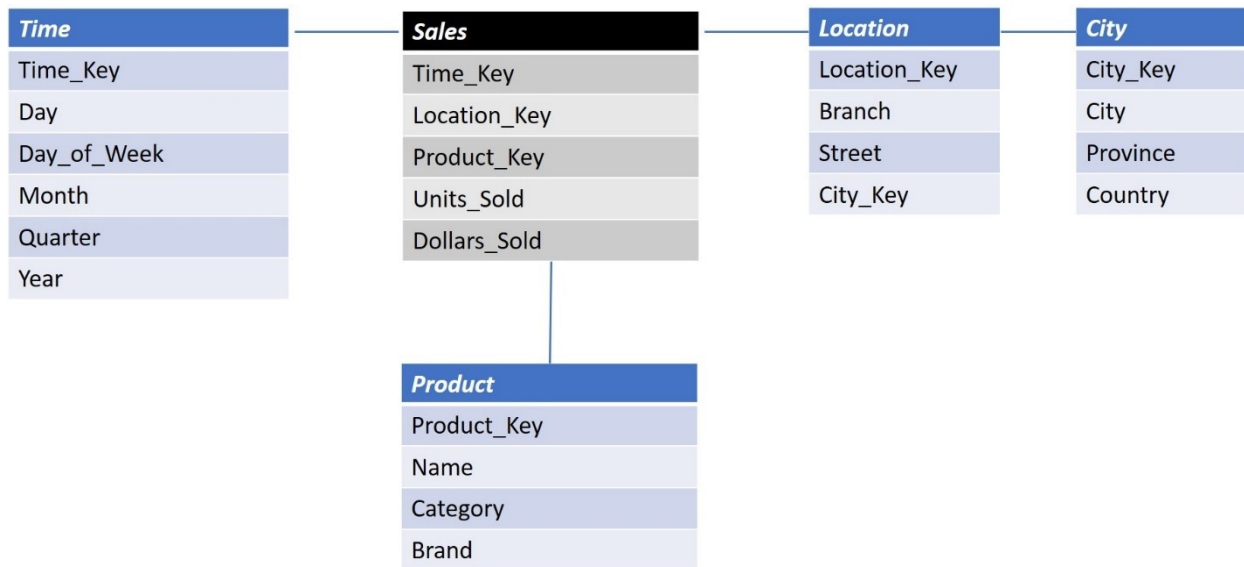 Time
Time_Key
Day
Day_of_Week
Month
Quarter
Year
Sales
Time_Key
Location_Key
Product_Key
Units_Sold
Dollars_Sold
Location
Location_Key
Branch
Street
City_Key
City
City_Key
City
Province
Country
Product
Product_Key
Name
Category
Brand